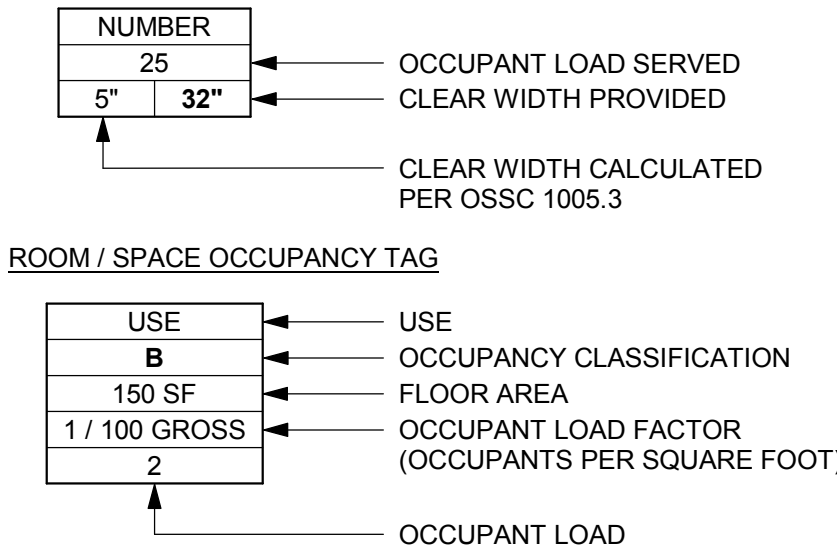 NUMBER
25
OCCUPANT LOAD SERVED
5" 32"
CLEAR WIDTH PROVIDED
CLEAR WIDTH CALCULATED
PER OSSC 1005.3
ROOM / SPACE OCCUPANCY TAG
USE
USE
B
OCCUPANCY CLASSIFICATION
150 SF
FLOOR AREA
1 / 100 GROSS
OCCUPANT LOAD FACTOR
(OCCUPANTS PER SQUARE FOOT)
2
OCCUPANT LOAD